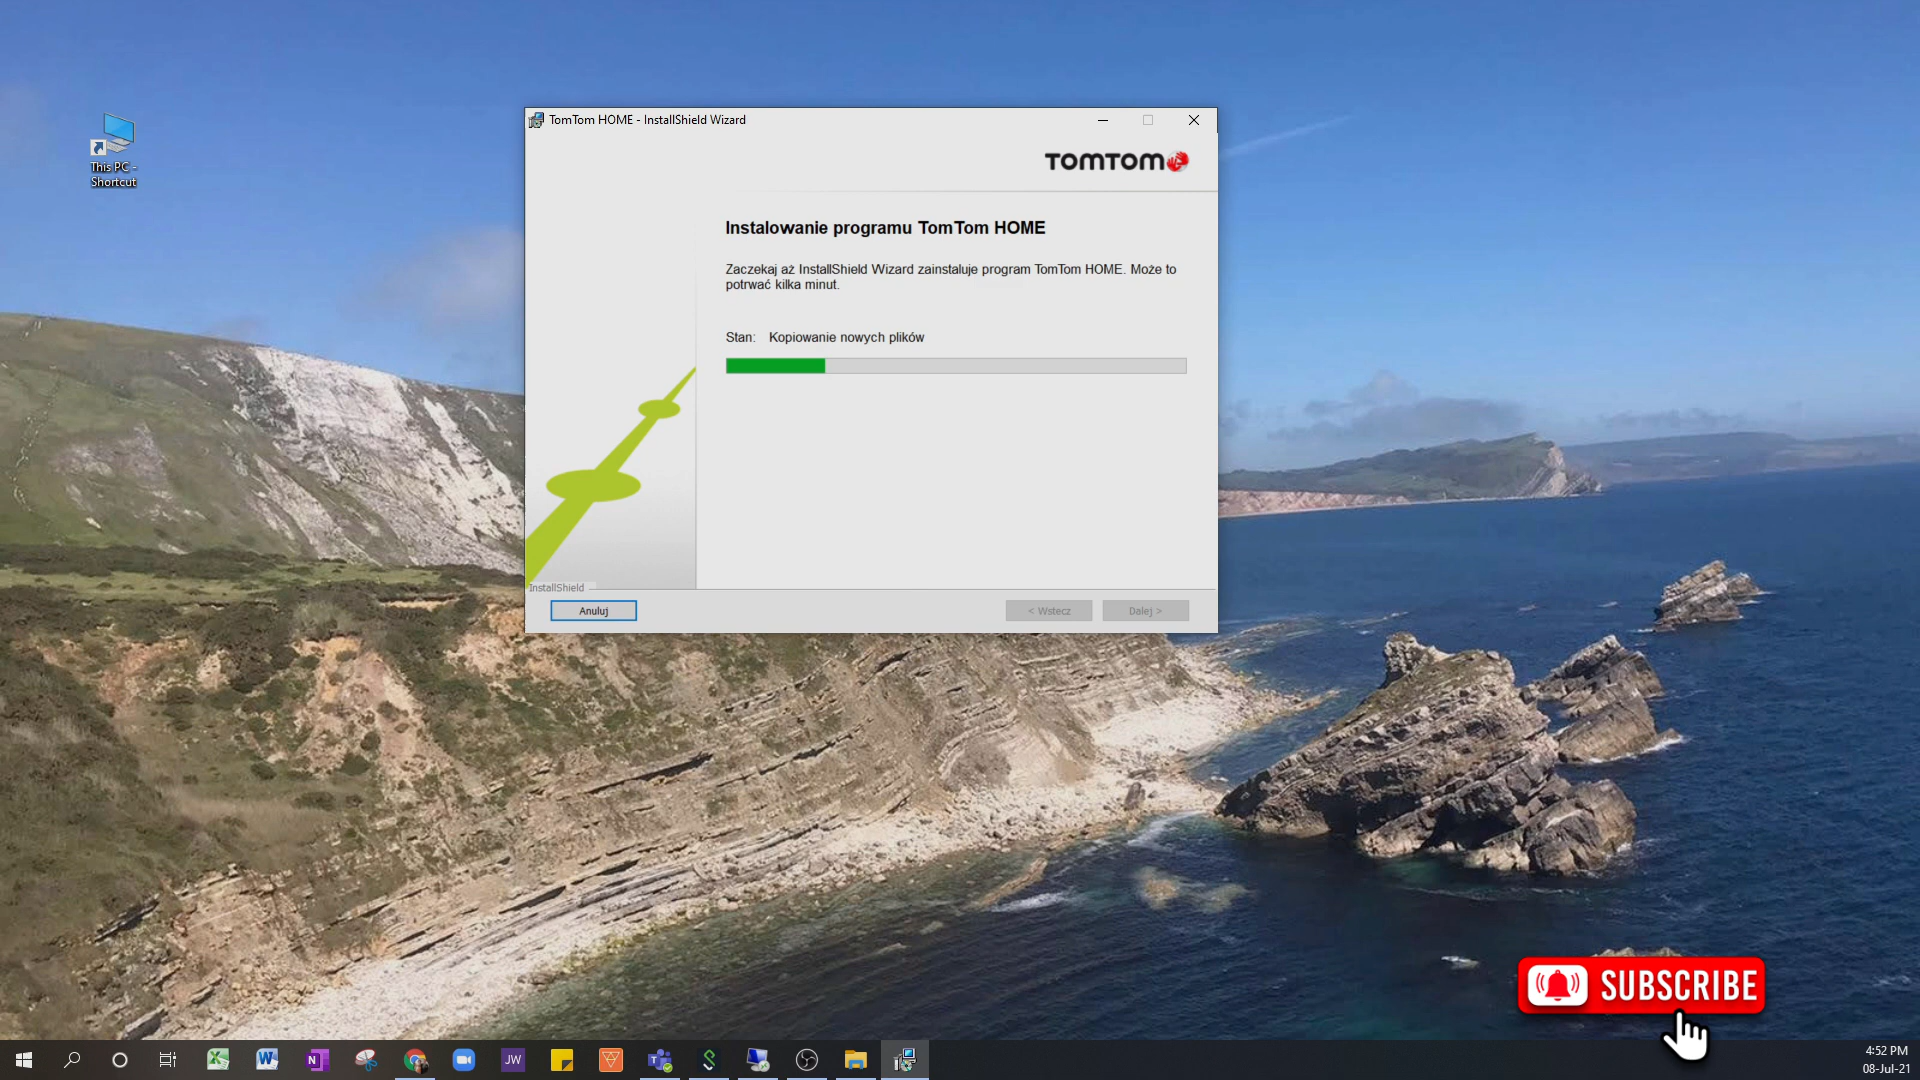 This PC -
Shortcut
TomTom HOME - InstallShield Wizard
TOMTOM
Instalowanie programu TomTom HOME
Zaczekaj aż InstallShield Wizard zainstaluje program TomTom HOME. Może to
potrwać kilka minut.
Stan: Kopiowanie nowych plików
InstallShield
Anuluj
< Wstecz
Dalej >
SUBSCRIBE
JW
4:52 PM
08-Jul-21